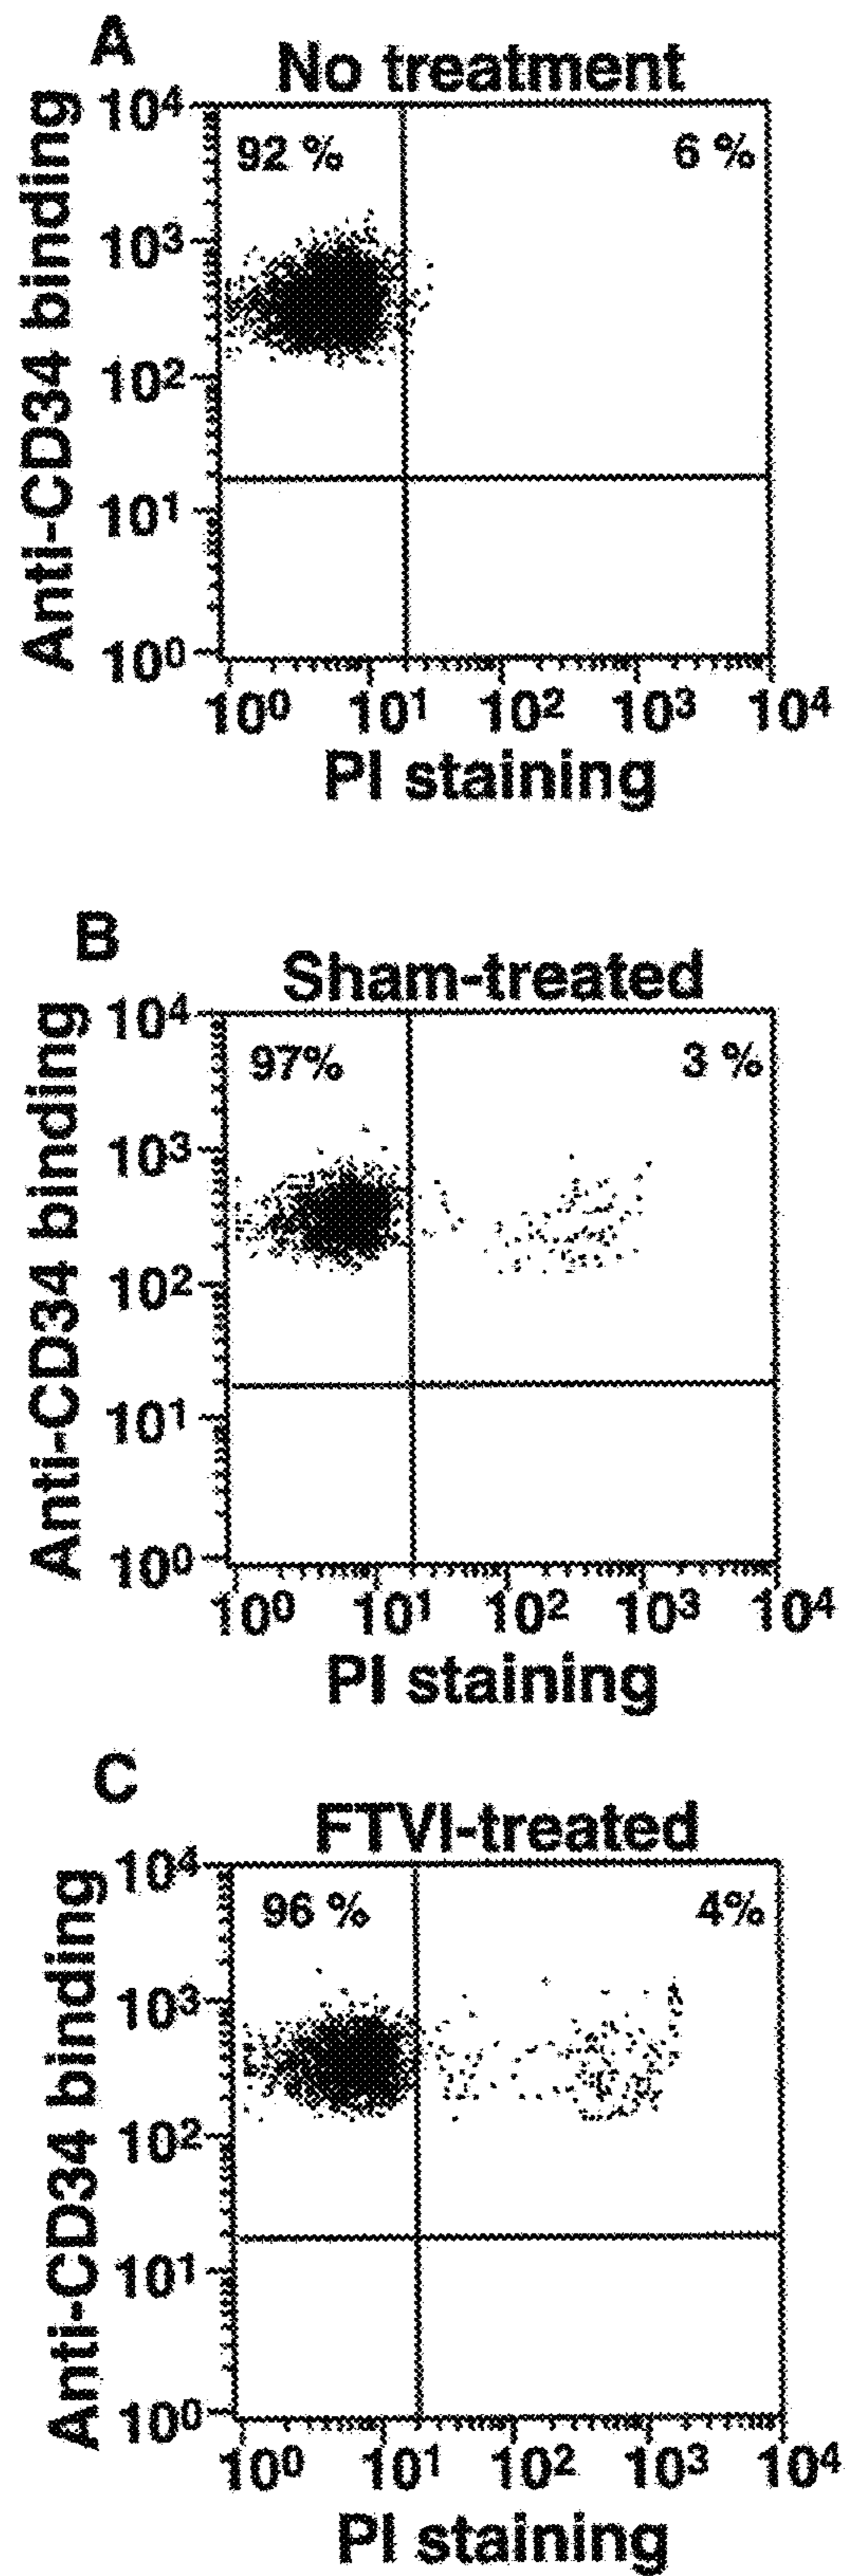 A
No treatment
92 %
6 %
10⁴
10³
10²
10¹
10⁰
Anti-CD34 binding
10⁰ 10¹ 10² 10³ 10⁴
PI staining
B
Sham-treated
97%
3 %
10⁴
10³
10²
10¹
10⁰
Anti-CD34 binding
10⁰ 10¹ 10² 10³ 10⁴
PI staining
C
FTVI-treated
96 %
4%
10⁴
10³
10²
10¹
10⁰
Anti-CD34 binding
10⁰ 10¹ 10² 10³ 10⁴
PI staining